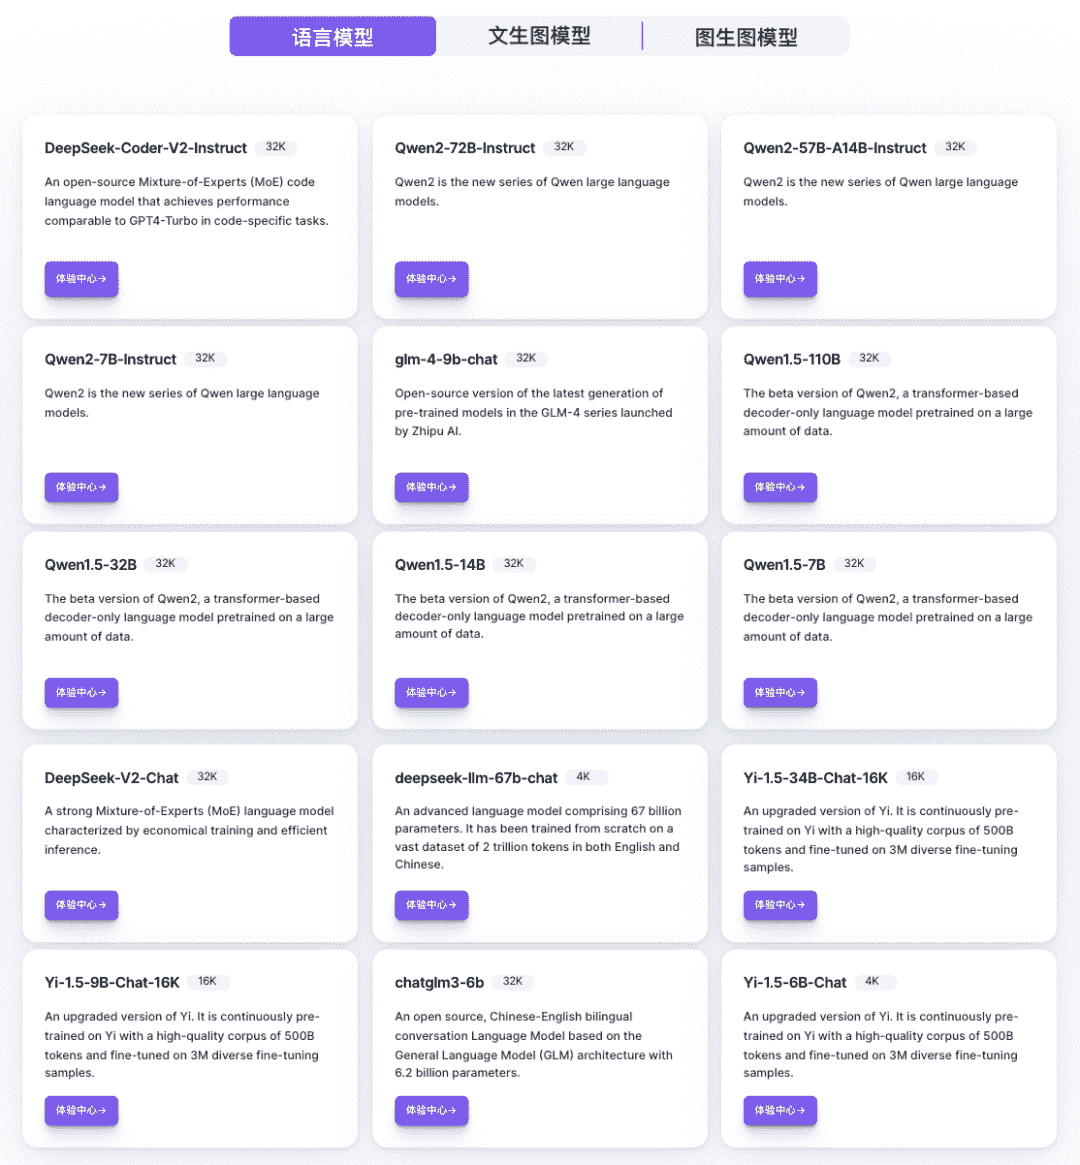 语言模型
文生图模型
图生图模型
DeepSeek-Coder-V2-Instruct 32K
An open-source Mixture-of-Experts (MoE) code
language model that achieves performance
comparable to GPT4-Turbo in code-specific tasks.
体验中心→
Qwen2-72B-Instruct 32K
Qwen2 is the new series of Qwen large language
models.
体验中心→
Qwen2-57B-A14B-Instruct 32K
Qwen2 is the new series of Qwen large language
models.
体验中心→
Qwen2-7B-Instruct 32K
Qwen2 is the new series of Qwen large language
models.
体验中心→
glm-4-9b-chat 32K
Open-source version of the latest generation of
pre-trained models in the GLM-4 series launched
by Zhipu AI.
体验中心→
Qwen1.5-110B 32K
The beta version of Qwen2, a transformer-based
decoder-only language model pretrained on a large
amount of data.
体验中心→
Qwen1.5-32B 32K
The beta version of Qwen2, a transformer-based
decoder-only language model pretrained on a large
amount of data.
体验中心→
Qwen1.5-14B 32K
The beta version of Qwen2, a transformer-based
decoder-only language model pretrained on a large
amount of data.
体验中心→
Qwen1.5-7B 32K
The beta version of Qwen2, a transformer-based
decoder-only language model pretrained on a large
amount of data.
体验中心→
DeepSeek-V2-Chat 32K
A strong Mixture-of-Experts (MoE) language model
characterized by economical training and efficient
inference.
体验中心→
deepseek-llm-67b-chat 4K
An advanced language model comprising 67 billion
parameters. It has been trained from scratch on a
vast dataset of 2 trillion tokens in both English and
Chinese.
体验中心→
Yi-1.5-34B-Chat-16K 16K
An upgraded version of Yi. It is continuously pre-
trained on Yi with a high-quality corpus of 500B
tokens and fine-tuned on 3M diverse fine-tuning
samples.
体验中心→
Yi-1.5-9B-Chat-16K 16K
An upgraded version of Yi. It is continuously pre-
trained on Yi with a high-quality corpus of 500B
tokens and fine-tuned on 3M diverse fine-tuning
samples.
体验中心→
chatglm3-6b 32K
An open source, Chinese-English bilingual
conversation Language Model based on the
General Language Model (GLM) architecture with
6.2 billion parameters.
体验中心→
Yi-1.5-6B-Chat 4K
An upgraded version of Yi. It is continuously pre-
trained on Yi with a high-quality corpus of 500B
tokens and fine-tuned on 3M diverse fine-tuning
samples.
体验中心→